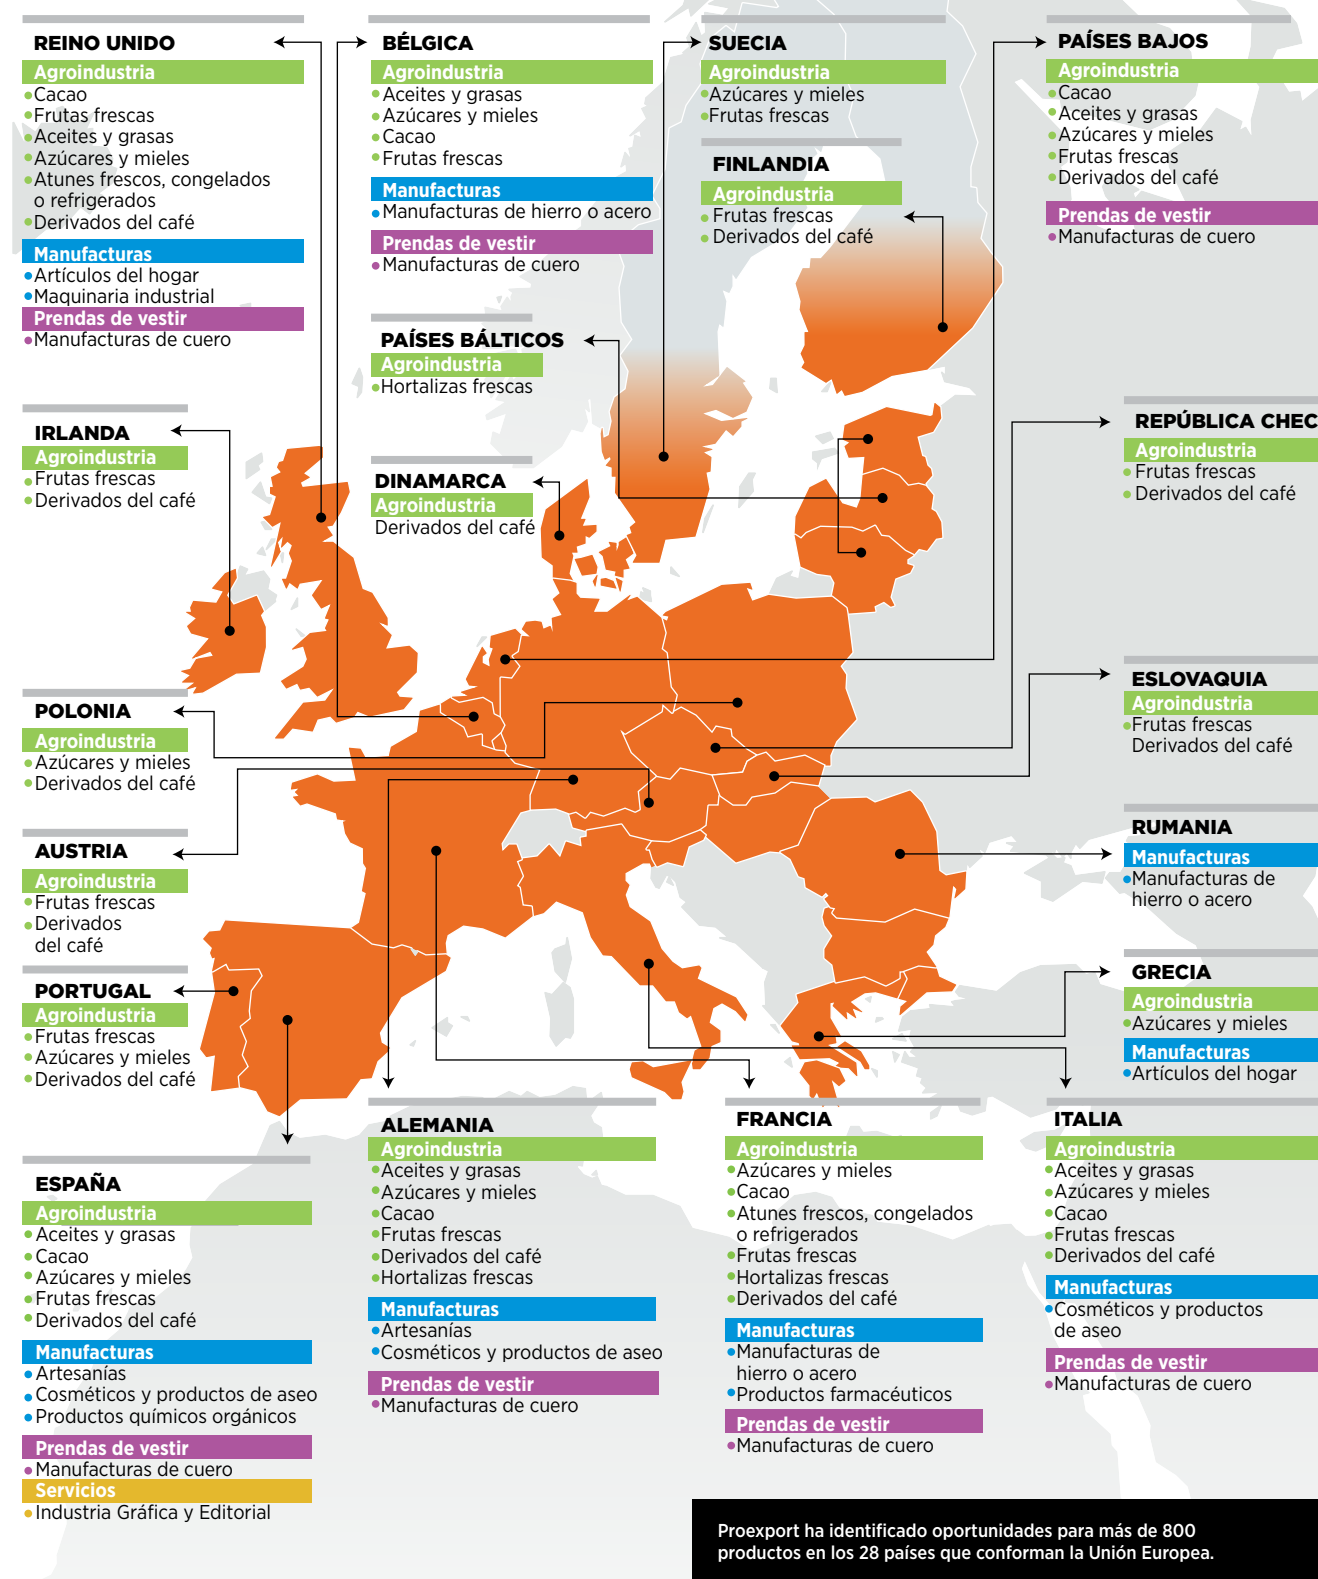 REINO UNIDO
Agroindustria
Cacao
Frutas frescas
Aceites y grasas
Azúcares y mieles
Atunes frescos, congelados
o refrigerados
Derivados del café
Manufacturas
Artículos del hogar
Maquinaria industrial
Prendas de vestir
Manufacturas de cuero
BÉLGICA
Agroindustria
Aceites y grasas
Azúcares y mieles
Cacao
Frutas frescas
Manufacturas
Manufacturas de hierro o acero
Prendas de vestir
Manufacturas de cuero
SUECIA
Agroindustria
Azúcares y mieles
Frutas frescas
FINLANDIA
Agroindustria
Frutas frescas
Derivados del café
PAÍSES BAJOS
Agroindustria
Cacao
Aceites y grasas
Azúcares y mieles
Frutas frescas
Derivados del café
Prendas de vestir
Manufacturas de cuero
PAÍSES BÁLTICOS
Agroindustria
Hortalizas frescas
IRLANDA
Agroindustria
Frutas frescas
Derivados del café
DINAMARCA
Agroindustria
Derivados del café
REPÚBLICA CHEC
Agroindustria
Frutas frescas
Derivados del café
POLONIA
Agroindustria
Azúcares y mieles
Derivados del café
ESLOVAQUIA
Agroindustria
Frutas frescas
Derivados del café
AUSTRIA
Agroindustria
Frutas frescas
Derivados
del café
RUMANIA
Manufacturas
Manufacturas de
hierro o acero
PORTUGAL
Agroindustria
Frutas frescas
Azúcares y mieles
Derivados del café
GRECIA
Agroindustria
Azúcares y mieles
Manufacturas
Artículos del hogar
ESPAÑA
Agroindustria
Aceites y grasas
Cacao
Azúcares y mieles
Frutas frescas
Derivados del café
Manufacturas
Artesanías
Cosméticos y productos de aseo
Productos químicos orgánicos
Prendas de vestir
Manufacturas de cuero
Servicios
Industria Gráfica y Editorial
ALEMANIA
Agroindustria
Aceites y grasas
Azúcares y mieles
Cacao
Frutas frescas
Derivados del café
Hortalizas frescas
Manufacturas
Artesanías
Cosméticos y productos de aseo
Prendas de vestir
Manufacturas de cuero
FRANCIA
Agroindustria
Azúcares y mieles
Cacao
Atunes frescos, congelados
o refrigerados
Frutas frescas
Hortalizas frescas
Derivados del café
Manufacturas
Manufacturas de
hierro o acero
Productos farmacéuticos
Prendas de vestir
Manufacturas de cuero
ITALIA
Agroindustria
Aceites y grasas
Azúcares y mieles
Cacao
Frutas frescas
Derivados del café
Manufacturas
Cosméticos y productos
de aseo
Prendas de vestir
Manufacturas de cuero
Proexport ha identificado oportunidades para más de 800
productos en los 28 países que conforman la Unión Europea.